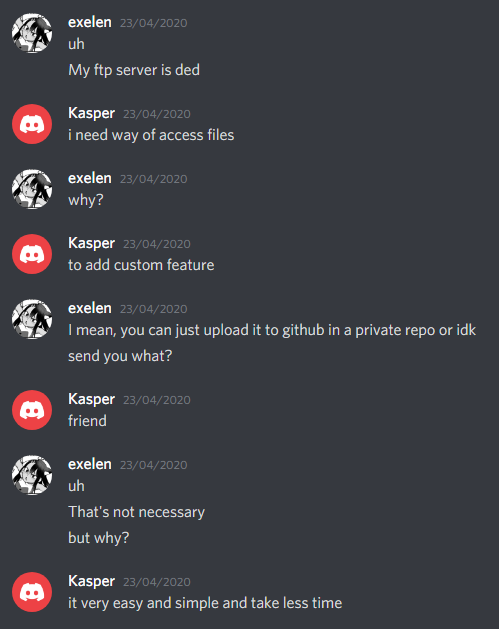 exelen 23/04/2020
uh
My ftp server is ded
Kasper 23/04/2020
i need way of access files
exelen 23/04/2020
why?
Kasper 23/04/2020
to add custom feature
exelen 23/04/2020
I mean, you can just upload it to github in a private repo or idk
send you what?
Kasper 23/04/2020
friend
exelen 23/04/2020
uh
That's not necessary
but why?
Kasper 23/04/2020
it very easy and simple and take less time